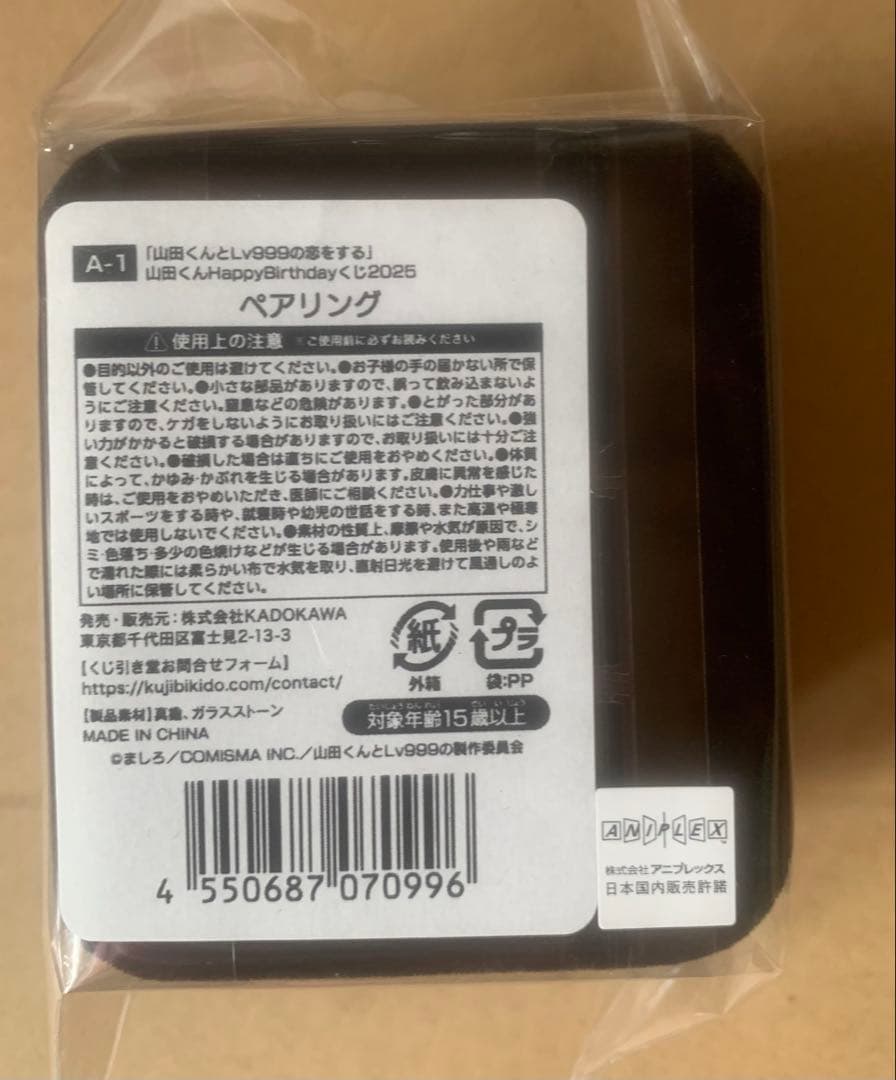 A-1
「山田くんとLv999の恋をする」
山田くんHappyBirthdayくじ2025
ペアリング
使用上の注意 ※ご使用前に必ずお読みください
●目的以外のご使用は避けてください。●お子様の手の届かない所で保
管してください。●小さな部品がありますので、誤って飲み込まないよ
うにご注意ください。窒息などの危険があります。●とがった部分があ
りますので、ケガをしないようにお取り扱いにはご注意ください。●強
い力がかかると破損する場合がありますので、お取り扱いには十分ご注
意ください。●破損した場合は直ちにご使用をおやめください。●体質
によって、かゆみ・かぶれを生じる場合があります。皮膚に異常を感じた
時は、ご使用をおやめいただき、医師にご相談ください。●力仕事や激し
いスポーツをする時や、就寝時や幼児の世話をする時、また高温や極寒
地では使用しないでください。●素材の性質上、摩擦や水気が原因で、シ
ミ・色落ち・多少の色焼けなどが生じる場合があります。使用後や雨など
で濡れた際には柔らかい布で水気を取り、直射日光を避けて風通しのよ
い場所に保管してください。
発売・販売元：株式会社KADOKAWA
東京都千代田区富士見2-13-3
【くじ引き堂お問合せフォーム】
https://kujibikido.com/contact/
紙
外箱
プラ
袋:PP
【製品素材】真鍮、ガラスストーン
MADE IN CHINA
たいしょうねんれい さいいじょう
対象年齢15歳以上
©ましろ／COMISMA INC.／山田くんとLv999の製作委員会
4 550687 070996
ANIPLEX
株式会社アニプレックス
日本国内販売許諾